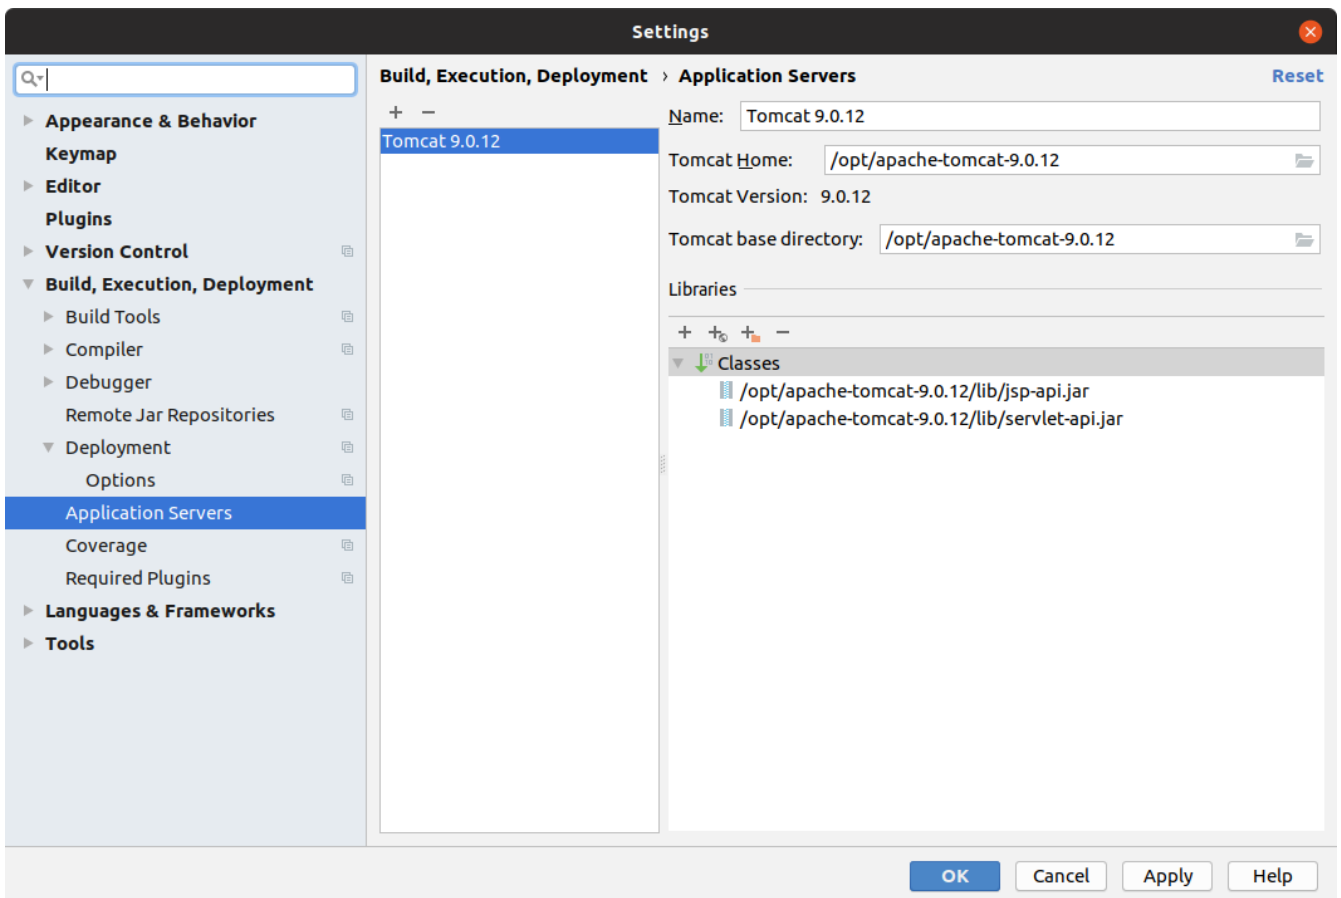 Settings
Appearance & Behavior
Keymap
Editor
Plugins
Version Control
Build, Execution, Deployment
Build Tools
Compiler
Debugger
Remote Jar Repositories
Deployment
Options
Application Servers
Coverage
Required Plugins
Languages & Frameworks
Tools
Build, Execution, Deployment › Application Servers
Reset
Tomcat 9.0.12
Name: Tomcat 9.0.12
Tomcat Home: /opt/apache-tomcat-9.0.12
Tomcat Version: 9.0.12
Tomcat base directory: /opt/apache-tomcat-9.0.12
Libraries
Classes
/opt/apache-tomcat-9.0.12/lib/jsp-api.jar
/opt/apache-tomcat-9.0.12/lib/servlet-api.jar
OK Cancel Apply Help